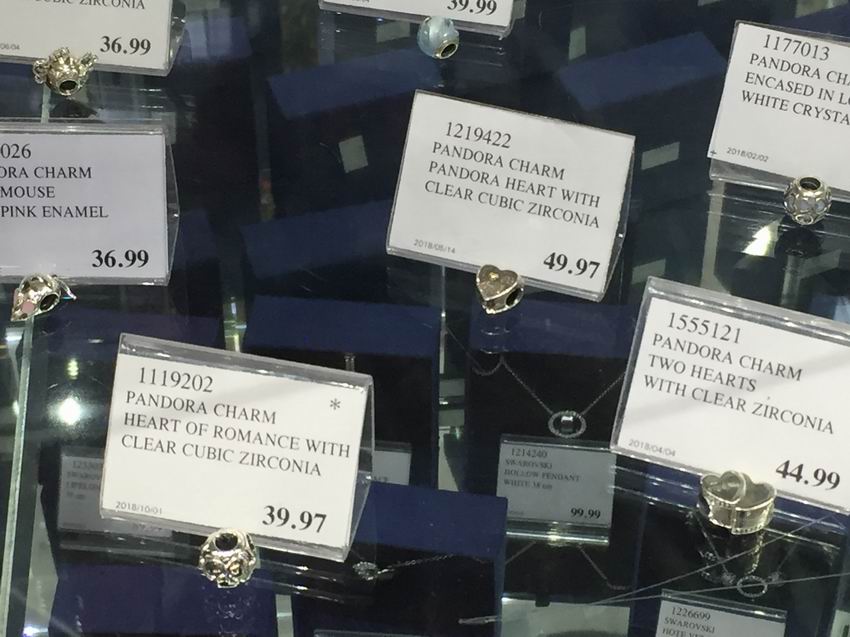 36.99
39.99
1177013
PANDORA CHA
ENCASED IN L
WHITE CRYSTA
2018/02/02
026
ORA CHARM
MOUSE
PINK ENAMEL
36.99
1219422
PANDORA CHARM
PANDORA HEART WITH
CLEAR CUBIC ZIRCONIA
2018/05/14
49.97
1555121
PANDORA CHARM
TWO HEARTS
WITH CLEAR ZIRCONIA
2018/04/04
44.99
1119202
*
PANDORA CHARM
HEART OF ROMANCE WITH
CLEAR CUBIC ZIRCONIA
2018/10/01
39.97
1214240
SWAROVSKI
HOLLOW PENDANT
WHITE 38 cm
99.99
1226699
SWAROVSKI